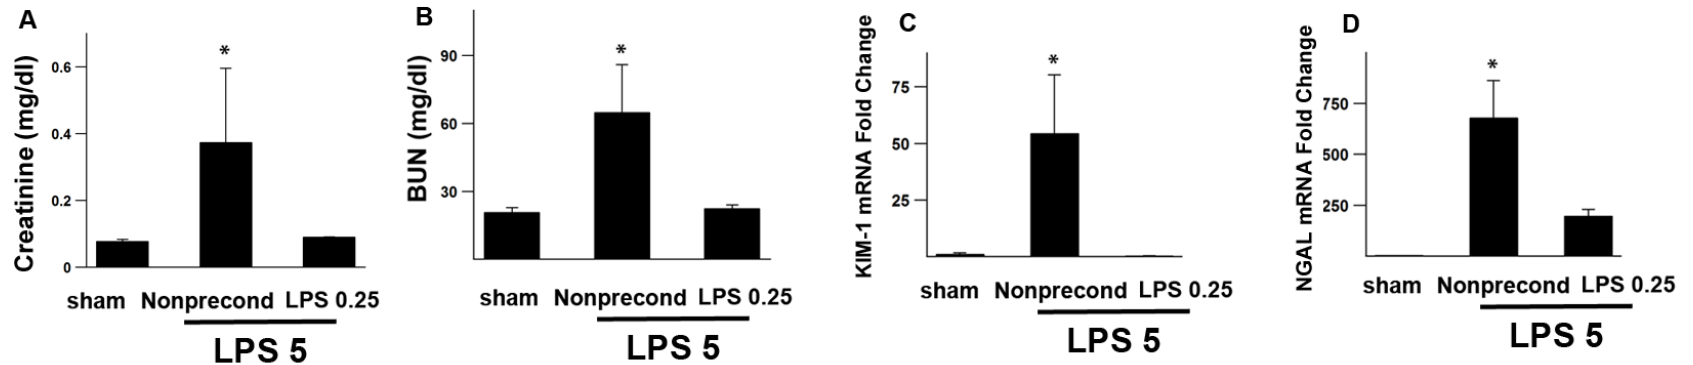 A
Creatinine (mg/dl)
0.6
0.4
0.2
0
*
sham Nonprecond LPS 0.25
LPS 5
B
BUN (mg/dl)
90
60
30
*
sham Nonprecond LPS 0.25
LPS 5
C
KIM-1 mRNA Fold Change
75
50
25
*
sham Nonprecond LPS 0.25
LPS 5
D
NGAL mRNA Fold Change
750
500
250
*
sham Nonprecond LPS 0.25
LPS 5